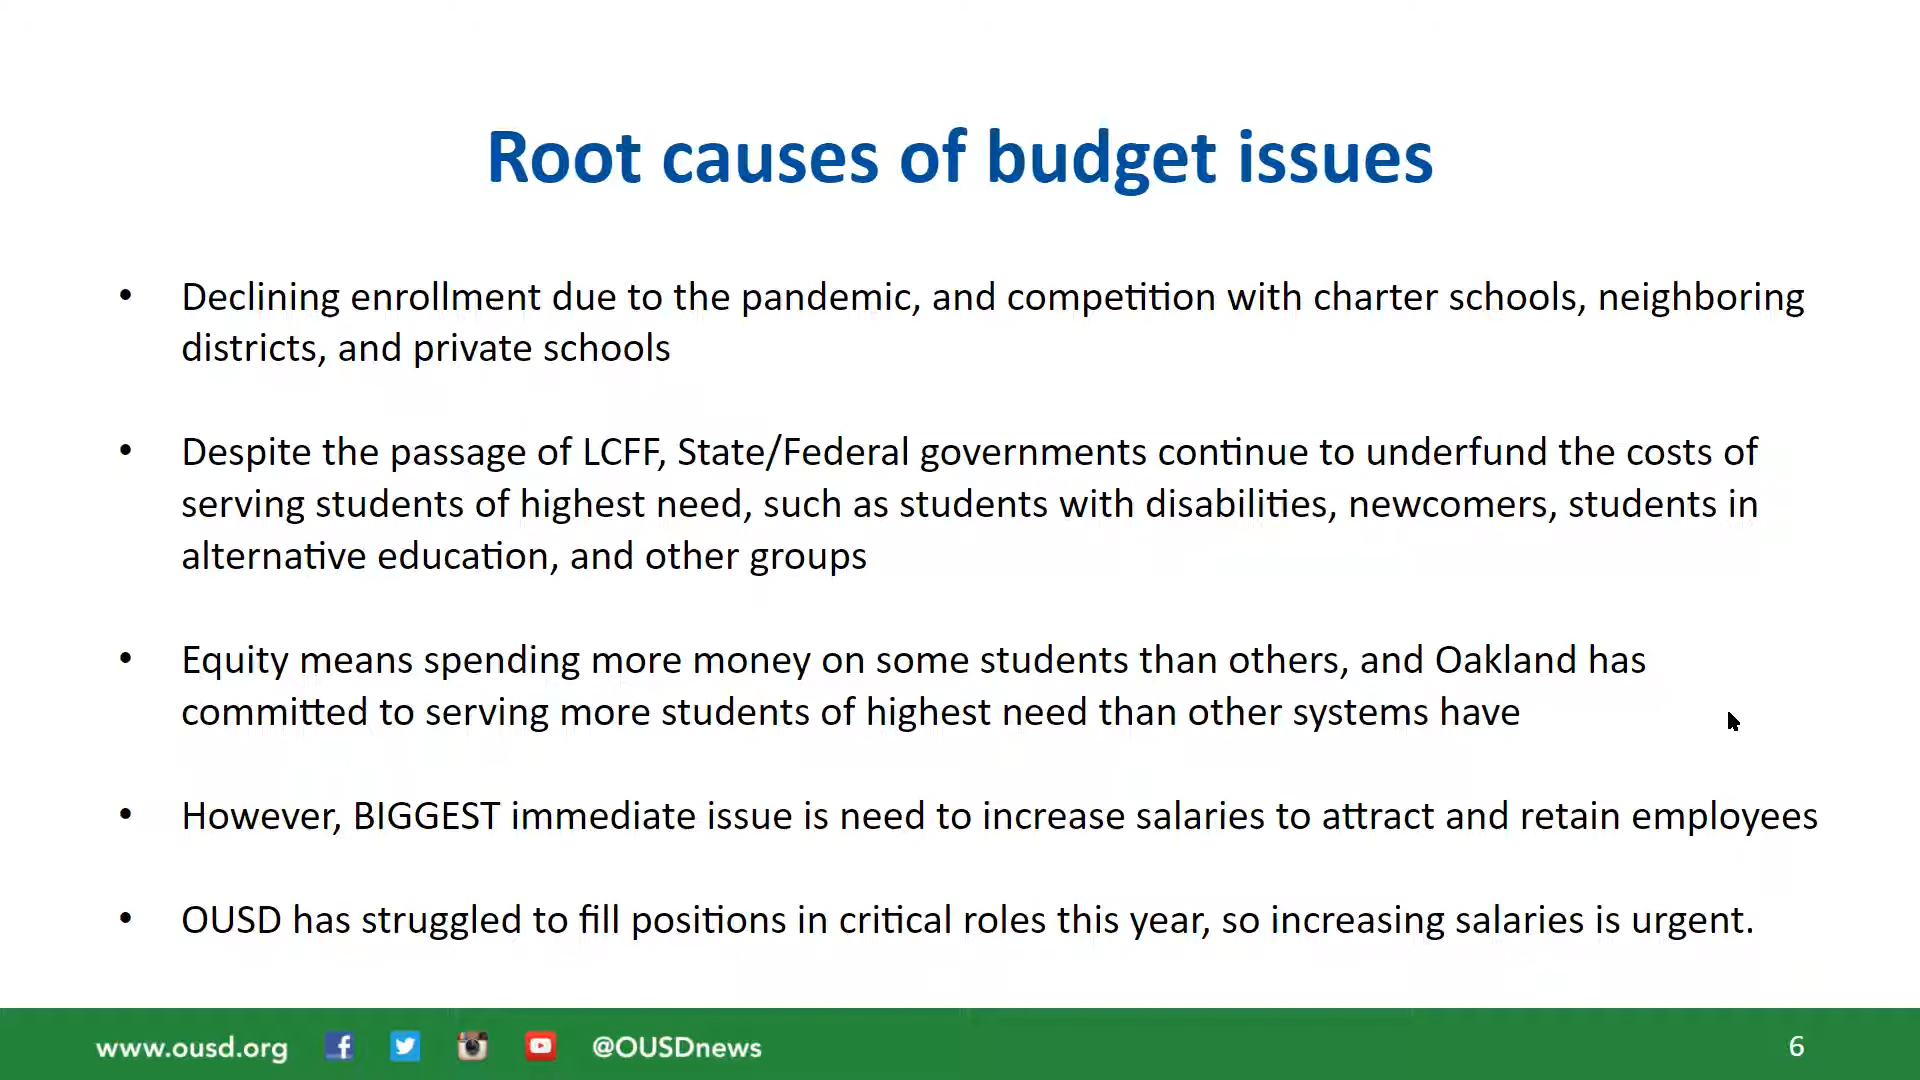 Root causes of budget issues
• Declining enrollment due to the pandemic, and competition with charter schools, neighboring
districts, and private schools
• Despite the passage of LCFF, State/Federal governments continue to underfund the costs of
serving students of highest need, such as students with disabilities, newcomers, students in
alternative education, and other groups
• Equity means spending more money on some students than others, and Oakland has
committed to serving more students of highest need than other systems have
• However, BIGGEST immediate issue is need to increase salaries to attract and retain employees
• OUSD has struggled to fill positions in critical roles this year, so increasing salaries is urgent.
www.ousd.org @OUSDnews 6